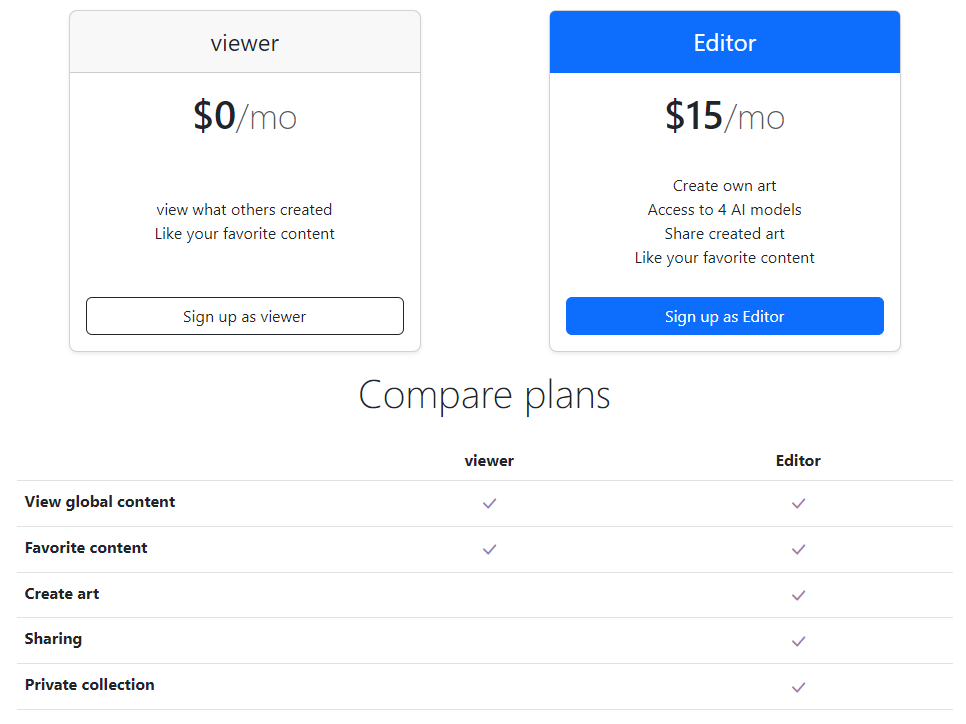 viewer
$0/mo
view what others created
Like your favorite content
Sign up as viewer
Editor
$15/mo
Create own art
Access to 4 AI models
Share created art
Like your favorite content
Sign up as Editor
Compare plans
viewer Editor
View global content
Favorite content
Create art
Sharing
Private collection